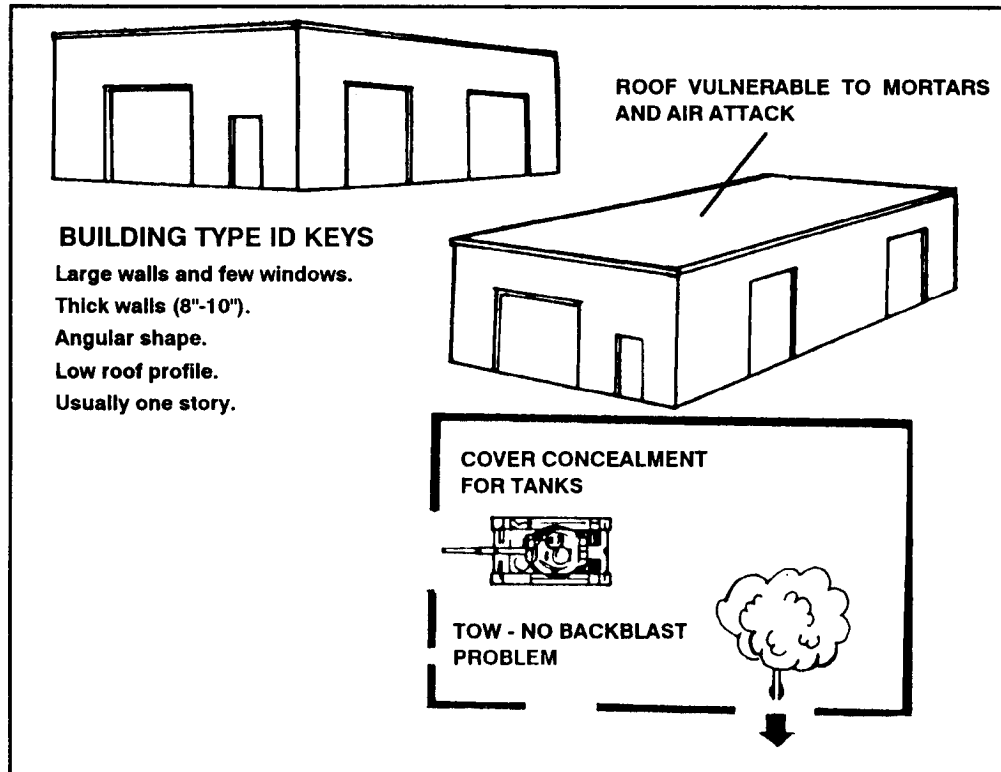 ROOF VULNERABLE TO MORTARS
AND AIR ATTACK
BUILDING TYPE ID KEYS
Large walls and few windows.
Thick walls (8"-10").
Angular shape.
Low roof profile.
Usually one story.
COVER CONCEALMENT
FOR TANKS
TOW - NO BACKBLAST
PROBLEM